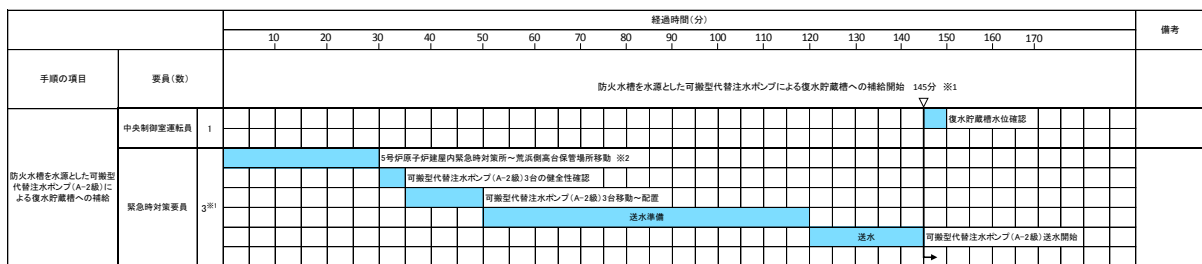 経過時間(分)
備考
10 20 30 40 50 60 70 80 90 100 110 120 130 140 150 160 170
手順の項目
要員(数)
防火水槽を水源とした可搬型代替注水ポンプによる復水貯蔵槽への補給開始 145分 ※1
▽
防火水槽を水源とした可搬型
代替注水ポンプ(A-2級)に
よる復水貯蔵槽への補給
中央制御室運転員 1
復水貯蔵槽水位確認
緊急時対策要員 3※1
5号炉原子炉建屋内緊急時対策所~荒浜側高台保管場所移動 ※2
可搬型代替注水ポンプ(A-2級)3台の健全性確認
可搬型代替注水ポンプ(A-2級)3台移動~配置
送水準備
送水
可搬型代替注水ポンプ(A-2級)送水開始